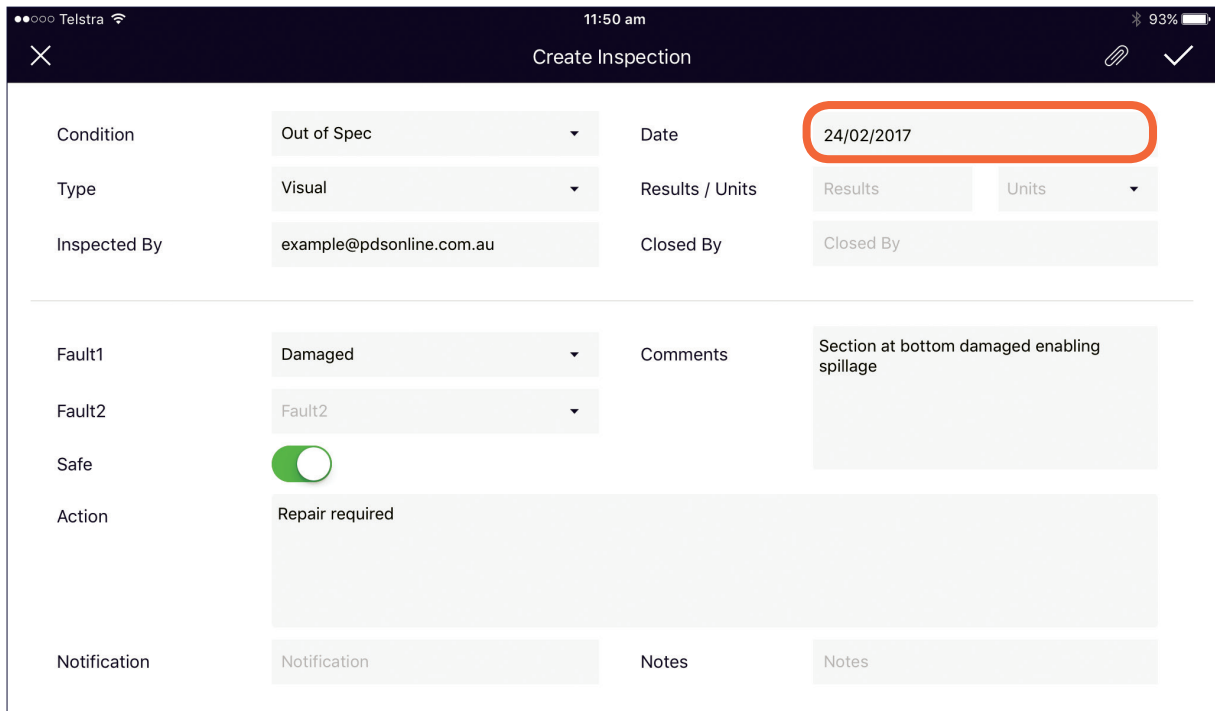 Telstra 11:50 am 93%
Create Inspection
Condition Out of Spec Date 24/02/2017
Type Visual Results / Units Results Units
Inspected By example@pdsonline.com.au Closed By Closed By
Fault1 Damaged Comments Section at bottom damaged enabling
spillage
Fault2 Fault2
Safe
Action Repair required
Notification Notification Notes Notes